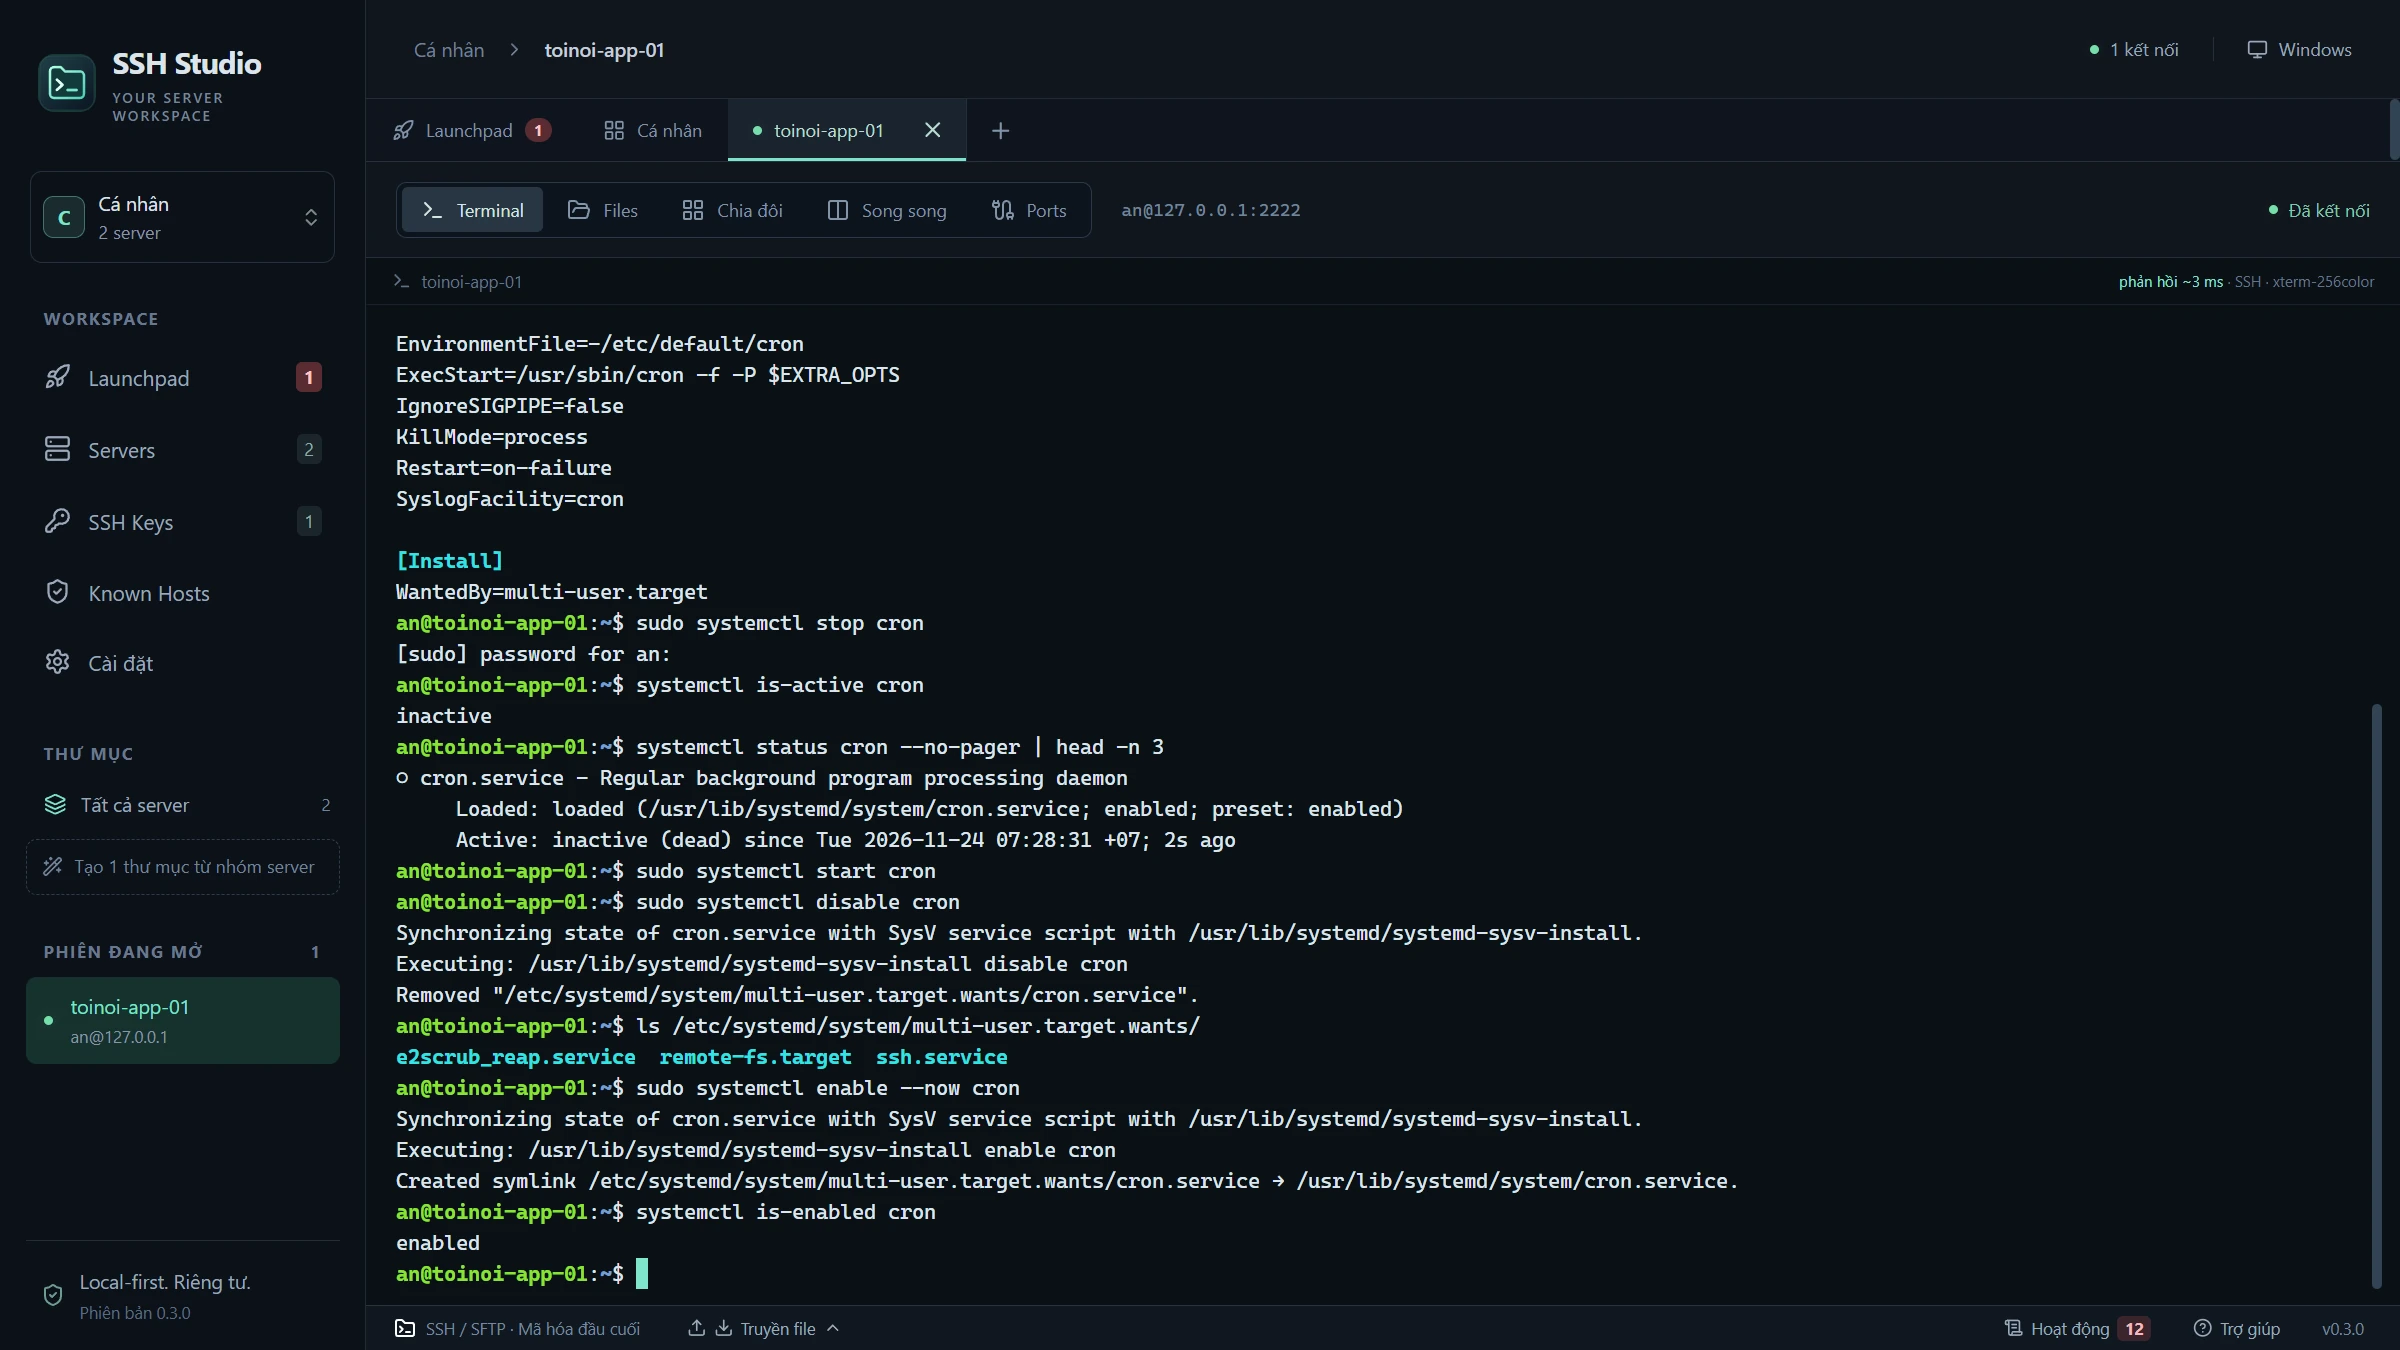 SSH Studio
YOUR SERVER
WORKSPACE
C
Cá nhân
2 server
WORKSPACE
Launchpad 1
Servers 2
SSH Keys 1
Known Hosts
Cài đặt
THƯ MỤC
Tất cả server 2
Tạo 1 thư mục từ nhóm server
PHIÊN ĐANG MỞ 1
toinoi-app-01
an@127.0.0.1
Local-first. Riêng tư.
Phiên bản 0.3.0
Cá nhân > toinoi-app-01
1 kết nối
Windows
Launchpad 1
Cá nhân
toinoi-app-01
Terminal
Files
Chia đôi
Song song
Ports
an@127.0.0.1:2222
Đã kết nối
toinoi-app-01
phản hồi ~3 ms · SSH · xterm-256color
EnvironmentFile=-/etc/default/cron
ExecStart=/usr/sbin/cron -f -P $EXTRA_OPTS
IgnoreSIGPIPE=false
KillMode=process
Restart=on-failure
SyslogFacility=cron
[Install]
WantedBy=multi-user.target
an@toinoi-app-01:~$ sudo systemctl stop cron
[sudo] password for an:
an@toinoi-app-01:~$ systemctl is-active cron
inactive
an@toinoi-app-01:~$ systemctl status cron --no-pager | head -n 3
○ cron.service - Regular background program processing daemon
     Loaded: loaded (/usr/lib/systemd/system/cron.service; enabled; preset: enabled)
     Active: inactive (dead) since Tue 2026-11-24 07:28:31 +07; 2s ago
an@toinoi-app-01:~$ sudo systemctl start cron
an@toinoi-app-01:~$ sudo systemctl disable cron
Synchronizing state of cron.service with SysV service script with /usr/lib/systemd/systemd-sysv-install.
Executing: /usr/lib/systemd/systemd-sysv-install disable cron
Removed "/etc/systemd/system/multi-user.target.wants/cron.service".
an@toinoi-app-01:~$ ls /etc/systemd/system/multi-user.target.wants/
e2scrub_reap.service  remote-fs.target  ssh.service
an@toinoi-app-01:~$ sudo systemctl enable --now cron
Synchronizing state of cron.service with SysV service script with /usr/lib/systemd/systemd-sysv-install.
Executing: /usr/lib/systemd/systemd-sysv-install enable cron
Created symlink /etc/systemd/system/multi-user.target.wants/cron.service → /usr/lib/systemd/system/cron.service.
an@toinoi-app-01:~$ systemctl is-enabled cron
enabled
an@toinoi-app-01:~$
SSH / SFTP · Mã hóa đầu cuối
Truyền file
Hoạt động 12
Trợ giúp
v0.3.0